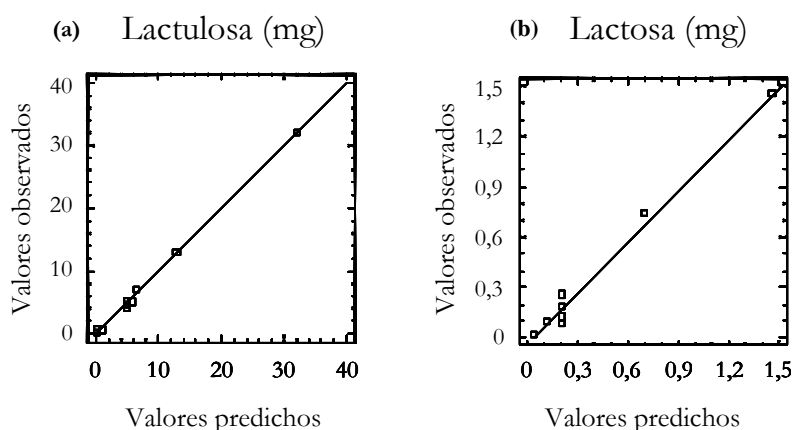 (a) Lactulosa (mg)
Valores observados
40
30
20
10
0
0 10 20 30 40
Valores predichos
(b) Lactosa (mg)
Valores observados
1,5
1,2
0,9
0,6
0,3
0
0 0,3 0,6 0,9 1,2 1,5
Valores predichos